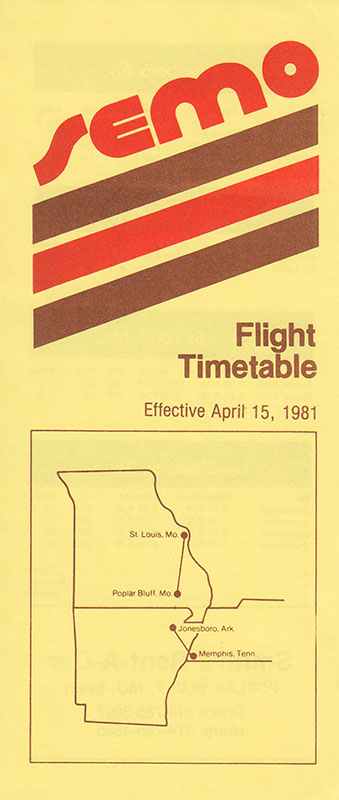 semo
Flight
Timetable
Effective April 15, 1981
St. Louis, Mo.
Poplar Bluff, Mo.
Jonesboro, Ark.
Memphis, Tenn.